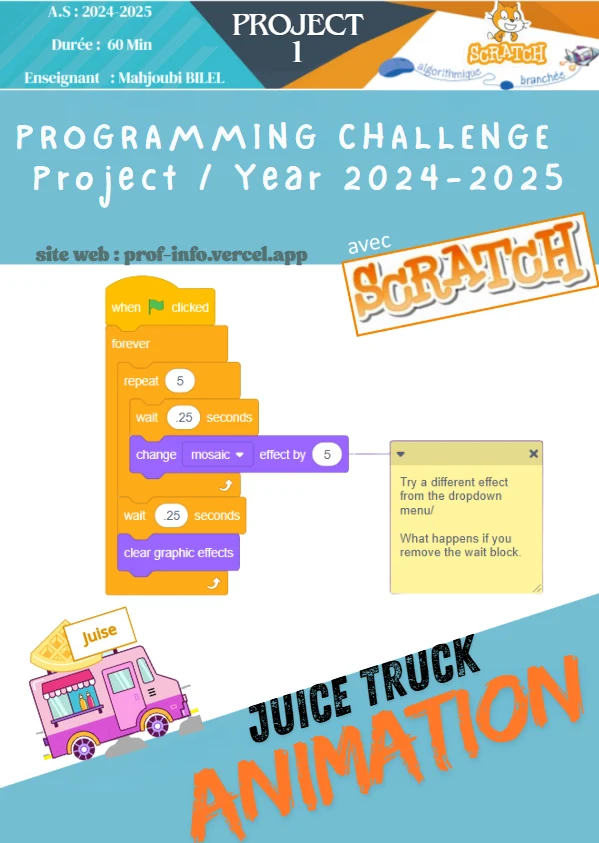 A.S : 2024-2025
Durée : 60 Min
Enseignant : Mahjoubi BILEL
PROJECT
1
SCRATCH
algorithmique
branchée
PROGRAMMING CHALLENGE
Project / Year 2024-2025
site web : prof-info.vercel.app
avec
SCRATCH
when clicked
forever
repeat 5
wait .25 seconds
change mosaic effect by 5
wait .25 seconds
clear graphic effects
Try a different effect
from the dropdown
menu/
What happens if you
remove the wait block.
Juise
JUICE TRUCK
ANIMATION